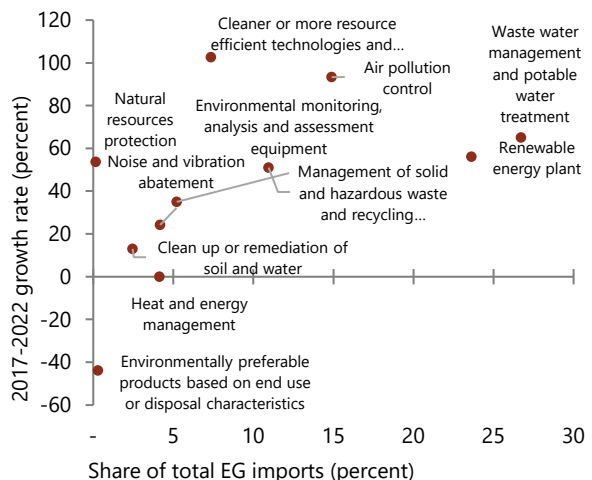 120
100
80
60
40
20
0
-20
-40
-60
2017-2022 growth rate (percent)
Cleaner or more resource
efficient technologies and...
Waste water
management
and potable
water
treatment
Air pollution
control
Natural
resources
protection
Environmental monitoring,
analysis and assessment
equipment
Renewable
energy plant
Noise and vibration
abatement
Management of solid
and hazardous waste
and recycling...
Clean up or remediation of
soil and water
Heat and energy
management
Environmentally preferable
products based on end use
or disposal characteristics
- 5 10 15 20 25 30
Share of total EG imports (percent)